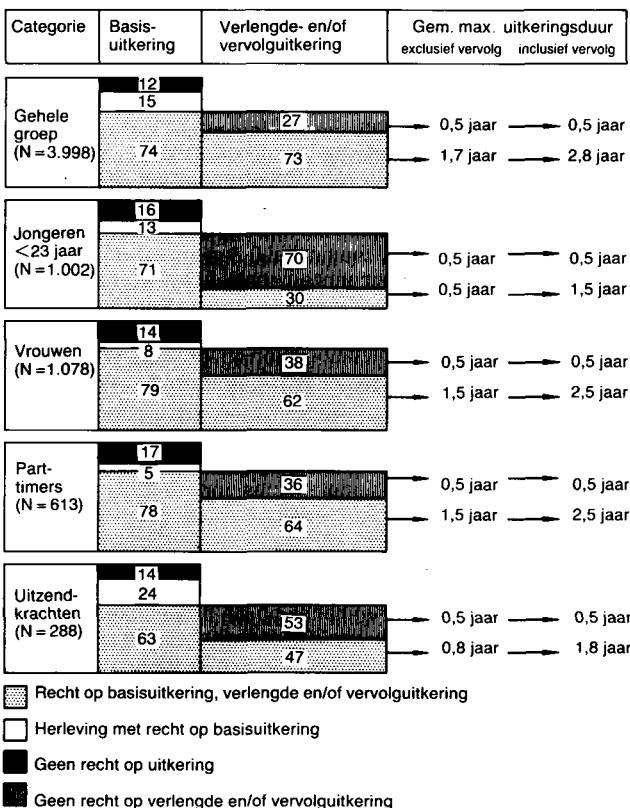 Categorie Basis- Verlengde- en/of Gem. max. uitkeringsduur
uitkering vervolguitkering exclusief vervolg inclusief vervolg
12
15
Gehele
groep
(N = 3.998)
74
27
73
0,5 jaar 0,5 jaar
1,7 jaar 2,8 jaar
16
13
Jongeren
<23 jaar
(N = 1.002)
71
70
30
0,5 jaar 0,5 jaar
0,5 jaar 1,5 jaar
14
8
Vrouwen
(N = 1.078)
79
38
62
0,5 jaar 0,5 jaar
1,5 jaar 2,5 jaar
17
5
Part-
timers
(N = 613)
78
36
64
0,5 jaar 0,5 jaar
1,5 jaar 2,5 jaar
14
24
Uitzend-
krachten
(N = 288)
63
53
47
0,5 jaar 0,5 jaar
0,8 jaar 1,8 jaar
Recht op basisuitkering, verlengde en/of vervolguitkering
Herleving met recht op basisuitkering
Geen recht op uitkering
Geen recht op verlengde en/of vervolguitkering